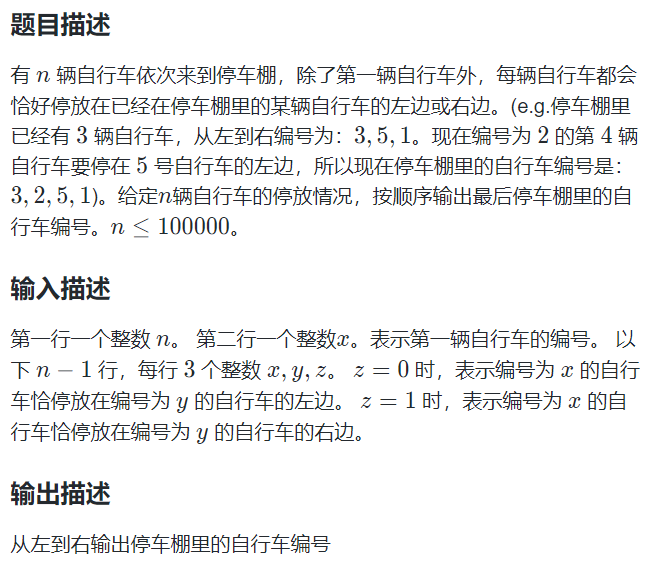 题目描述
有 n 辆自行车依次来到停车棚，除了第一辆自行车外，每辆自行车都会
恰好停放在已经在停车棚里的某辆自行车的左边或右边。(e.g.停车棚里
已经有 3 辆自行车，从左到右编号为：3, 5, 1。现在编号为 2 的第 4 辆
自行车要停在 5 号自行车的左边，所以现在停车棚里的自行车编号是：
3, 2, 5, 1)。给定n辆自行车的停放情况，按顺序输出最后停车棚里的自
行车编号。n ≤ 100000。
输入描述
第一行一个整数 n。 第二行一个整数x。表示第一辆自行车的编号。 以
下 n − 1 行，每行 3 个整数 x, y, z。 z = 0 时，表示编号为 x 的自行
车恰停放在编号为 y 的自行车的左边。 z = 1 时，表示编号为 x 的自
行车恰停放在编号为 y 的自行车的右边。
输出描述
从左到右输出停车棚里的自行车编号